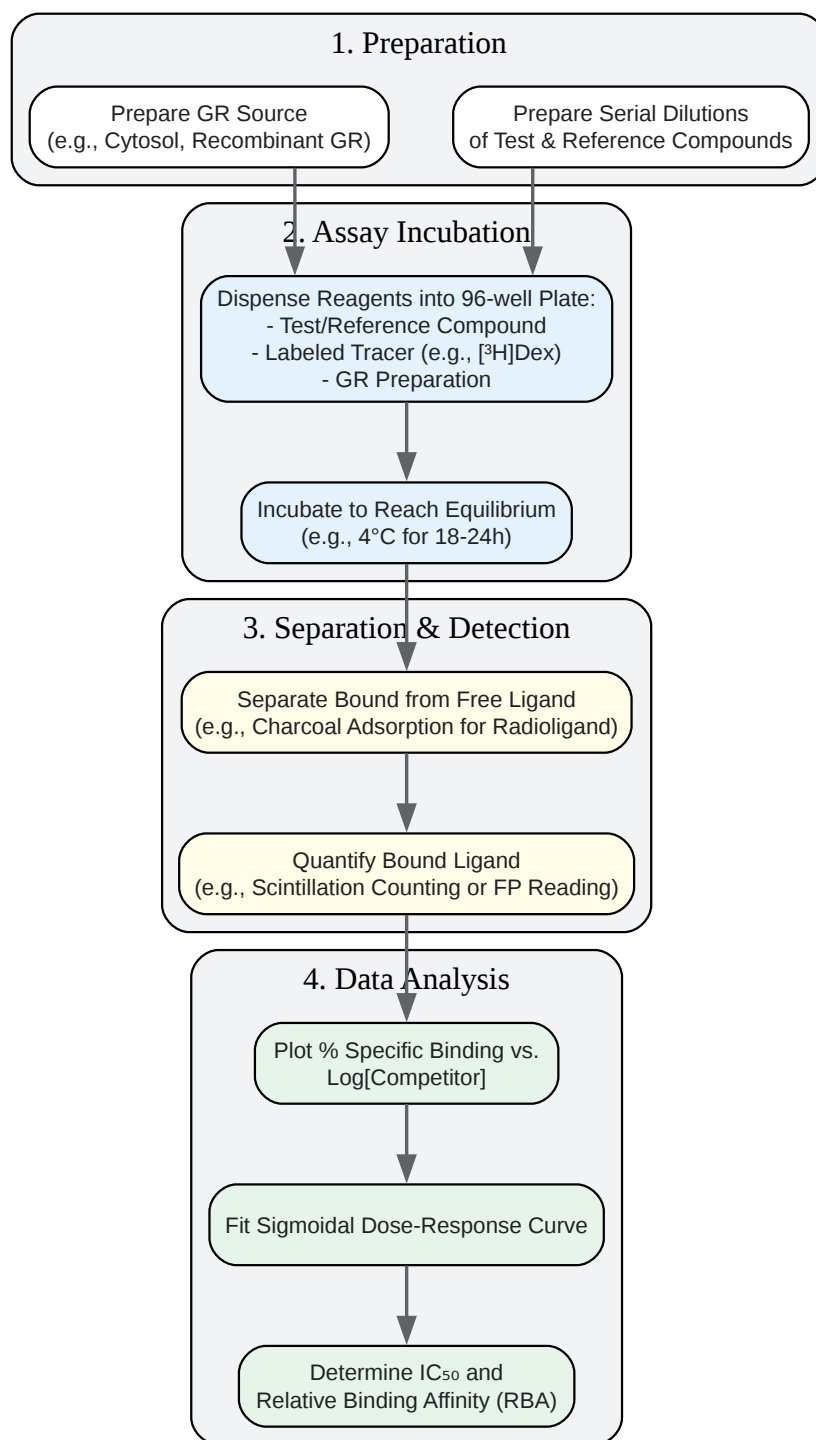 1. Preparation
Prepare GR Source
(e.g., Cytosol, Recombinant GR)
Prepare Serial Dilutions
of Test & Reference Compounds
2. Assay Incubation
Dispense Reagents into 96-well Plate:
- Test/Reference Compound
- Labeled Tracer (e.g., [³H]Dex)
- GR Preparation
Incubate to Reach Equilibrium
(e.g., 4°C for 18-24h)
3. Separation & Detection
Separate Bound from Free Ligand
(e.g., Charcoal Adsorption for Radioligand)
Quantify Bound Ligand
(e.g., Scintillation Counting or FP Reading)
4. Data Analysis
Plot % Specific Binding vs.
Log[Competitor]
Fit Sigmoidal Dose-Response Curve
Determine IC₅₀ and
Relative Binding Affinity (RBA)